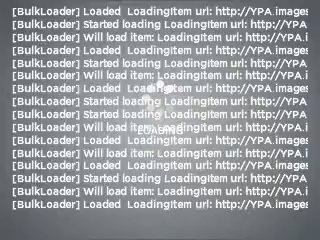 [BulkLoader] Loaded LoadingItem url: http://YPA.images
[BulkLoader] Started loading LoadingItem url: http://YPA
[BulkLoader] Will load item: LoadingItem url: http://YPA.i
[BulkLoader] Loaded LoadingItem url: http://YPA.images
[BulkLoader] Started loading LoadingItem url: http://YPA
[BulkLoader] Will load item: LoadingItem url: http://YPA.i
[BulkLoader] Loaded LoadingItem url: http://YPA.images
[BulkLoader] Started loading LoadingItem url: http://YPA
[BulkLoader] Started loading LoadingItem url: http://YPA
[BulkLoader] Will load item: LoadingItem url: http://YPA.i
LOADING
[BulkLoader] Loaded LoadingItem url: http://YPA.images
[BulkLoader] Will load item: LoadingItem url: http://YPA.i
[BulkLoader] Loaded LoadingItem url: http://YPA.images
[BulkLoader] Started loading LoadingItem url: http://YPA
[BulkLoader] Will load item: LoadingItem url: http://YPA.i
[BulkLoader] Loaded LoadingItem url: http://YPA.images